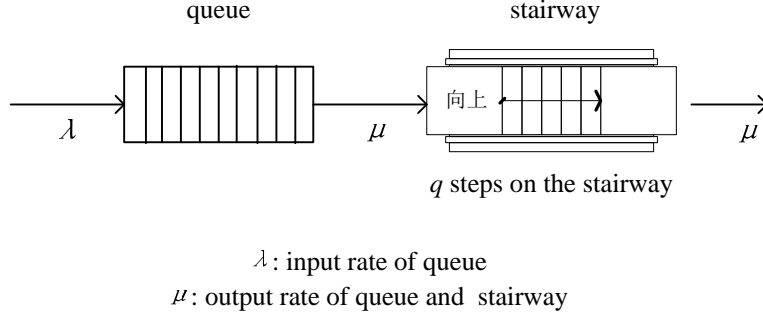 queue stairway
λ μ 向上 μ
q steps on the stairway
λ: input rate of queue
μ: output rate of queue and stairway